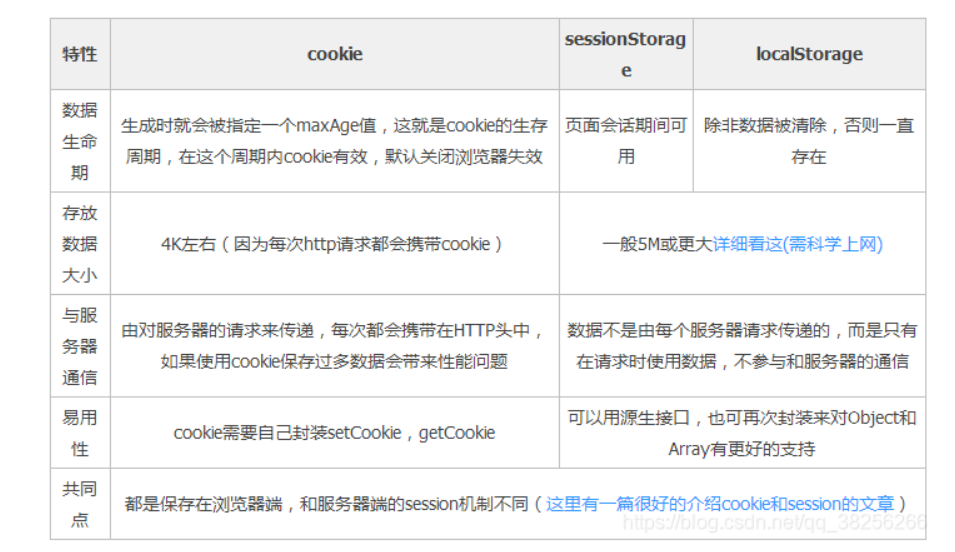 特性
cookie
sessionStorag
e
localStorage
数据
生命
期
生成时就会被指定一个maxAge值，这就是cookie的生存
周期，在这个周期内cookie有效，默认关闭浏览器失效
页面会话期间可
用
除非数据被清除，否则一直
存在
存放
数据
大小
4K左右（因为每次http请求都会携带cookie）
一般5M或更大详细看这(需科学上网)
与服
务器
通信
由对服务器的请求来传递，每次都会携带在HTTP头中，
如果使用cookie保存过多数据会带来性能问题
数据不是由每个服务器请求传递的，而是只有
在请求时使用数据，不参与和服务器的通信
易用
性
cookie需要自己封装setCookie，getCookie
可以用源生接口，也可再次封装来对Object和
Array有更好的支持
共同
点
都是保存在浏览器端，和服务器端的session机制不同（这里有一篇很好的介绍cookie和session的文章）
https://blog.csdn.net/qq_38256266